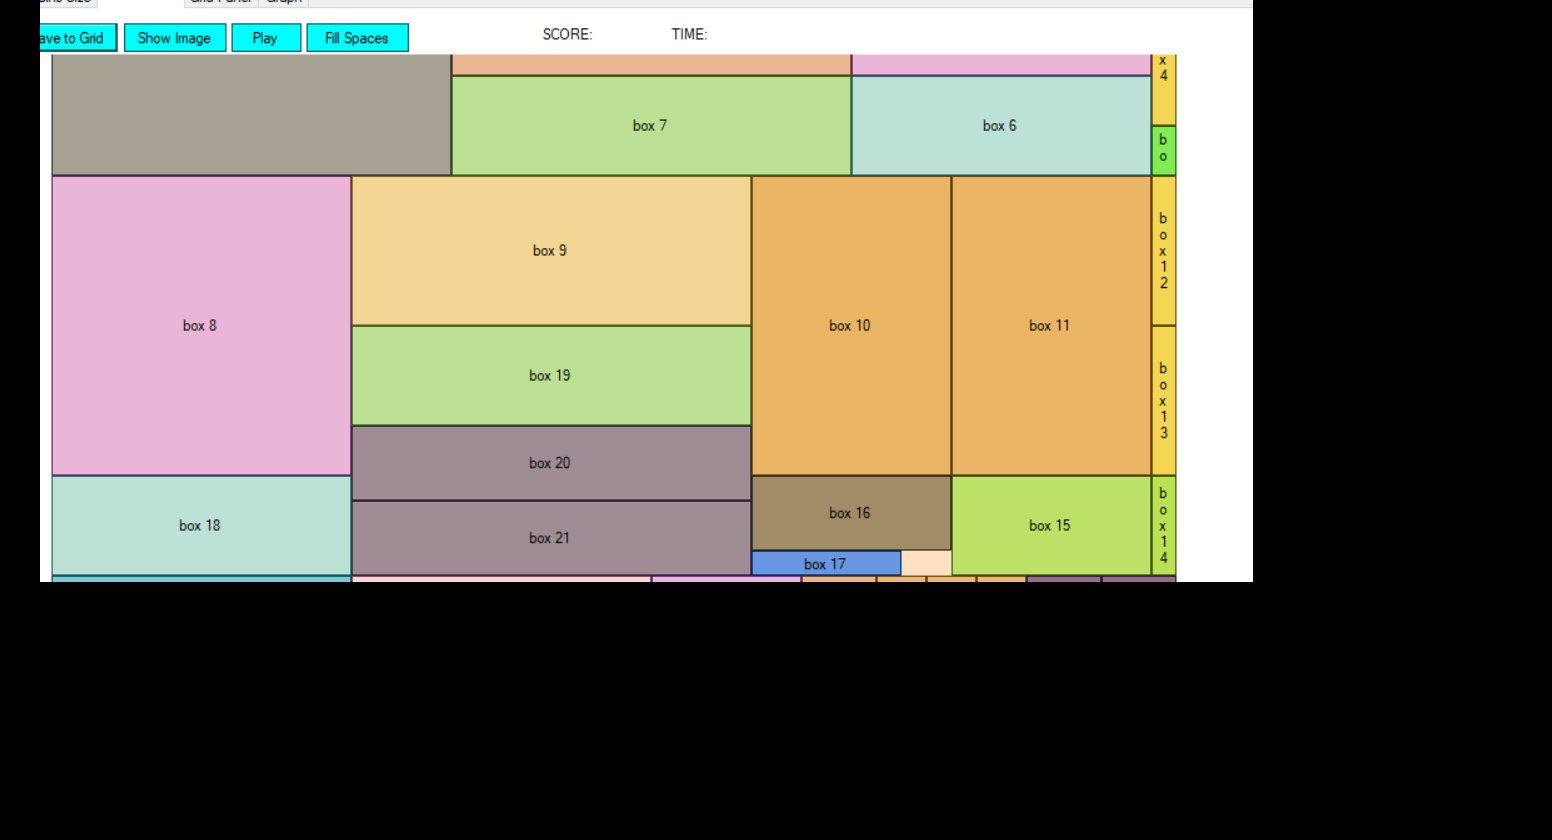 ave to Grid Show Image Play Fill Spaces SCORE: TIME:
x
4
box 7
box 6
b
o
box 8
box 9
box 10
box 11
b
o
x
1
2
box 19
b
o
x
1
3
box 20
box 18
box 21
box 16
box 15
b
o
x
1
4
box 17